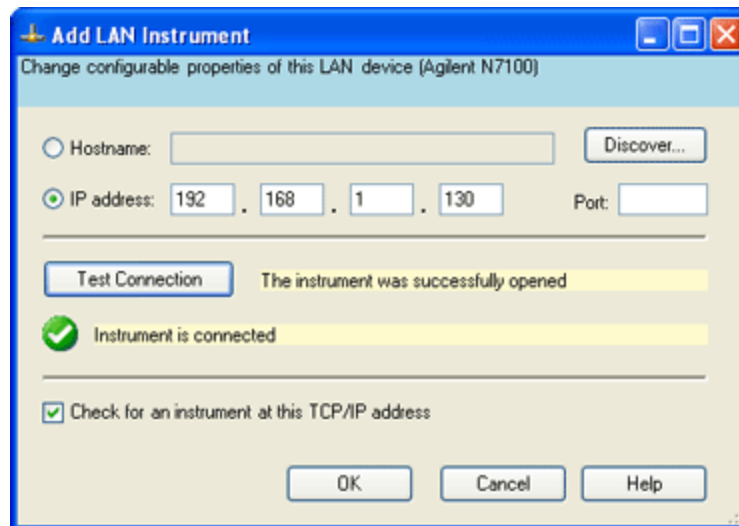 Add LAN Instrument
Change configurable properties of this LAN device (Agilent N7100)
Hostname: Discover...
IP address: 192 . 168 . 1 . 130 Port:
Test Connection The instrument was successfully opened
Instrument is connected
Check for an instrument at this TCP/IP address
OK Cancel Help